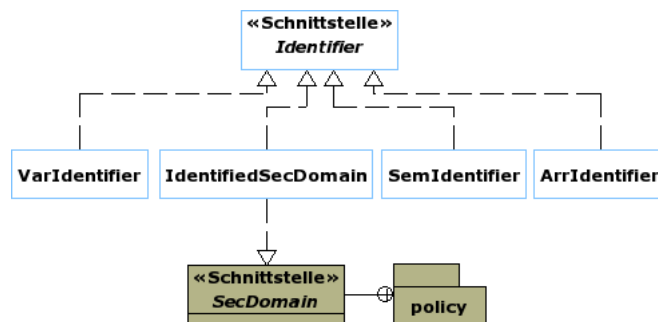 «Schnittstelle»
Identifier
VarIdentifier
IdentifiedSecDomain
SemIdentifier
ArrIdentifier
«Schnittstelle»
SecDomain
policy